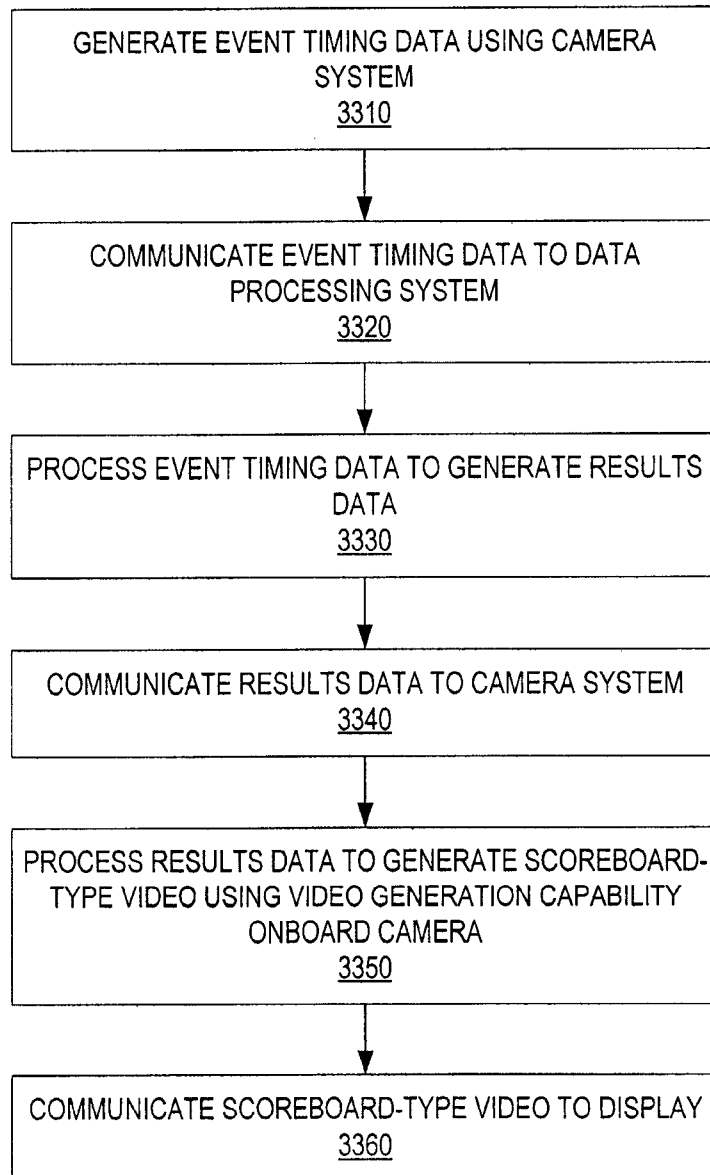 GENERATE EVENT TIMING DATA USING CAMERA
SYSTEM
3310
COMMUNICATE EVENT TIMING DATA TO DATA
PROCESSING SYSTEM
3320
PROCESS EVENT TIMING DATA TO GENERATE RESULTS
DATA
3330
COMMUNICATE RESULTS DATA TO CAMERA SYSTEM
3340
PROCESS RESULTS DATA TO GENERATE SCOREBOARD-
TYPE VIDEO USING VIDEO GENERATION CAPABILITY
ONBOARD CAMERA
3350
COMMUNICATE SCOREBOARD-TYPE VIDEO TO DISPLAY
3360